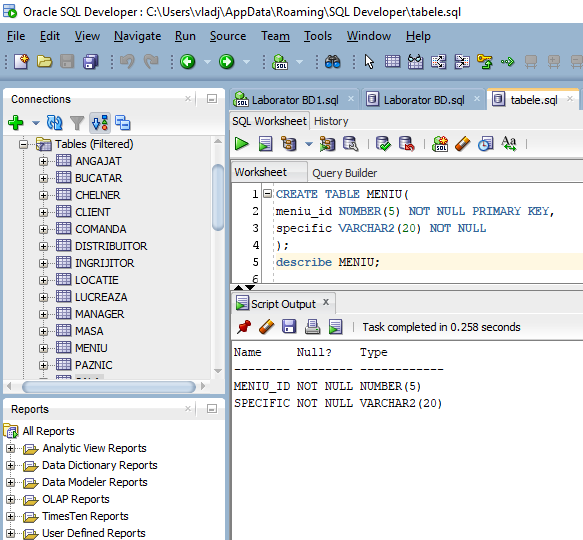 Oracle SQL Developer : C:\Users\vladj\AppData\Roaming\SQL Developer\tabele.sql
File Edit View Navigate Run Source Team Tools Window Help
SQL
Connections
Tables (Filtered)
ANGAJAT
BUCATAR
CHELNER
CLIENT
COMANDA
DISTRIBUITOR
INGRIJITOR
LOCATIE
LUCREAZA
MANAGER
MASA
MENIU
PAZNIC
Reports
All Reports
Analytic View Reports
Data Dictionary Reports
Data Modeler Reports
OLAP Reports
TimesTen Reports
User Defined Reports
Laborator BD1.sql Laborator BD.sql tabele.sql
SQL Worksheet History
Aa
Worksheet Query Builder
1 CREATE TABLE MENIU(
2 meniu_id NUMBER(5) NOT NULL PRIMARY KEY,
3 specific VARCHAR2(20) NOT NULL
4 );
5 describe MENIU;
6
Script Output x
Task completed in 0.258 seconds
Name Null? Type
-------- -------- ------------
MENIU_ID NOT NULL NUMBER(5)
SPECIFIC NOT NULL VARCHAR2(20)